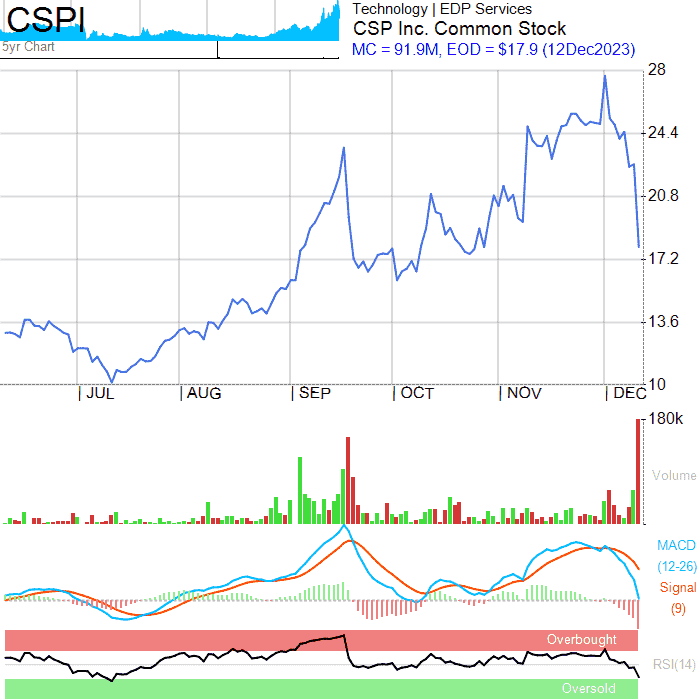 CSPI
5yr Chart
Technology | EDP Services
CSP Inc. Common Stock
MC = 91.9M, EOD = $17.9 (12Dec2023)
28
24.4
20.8
17.2
13.6
10
JUL AUG SEP OCT NOV DEC
180k
Volume
MACD
(12-26)
Signal
(9)
Overbought
RSI(14)
Oversold